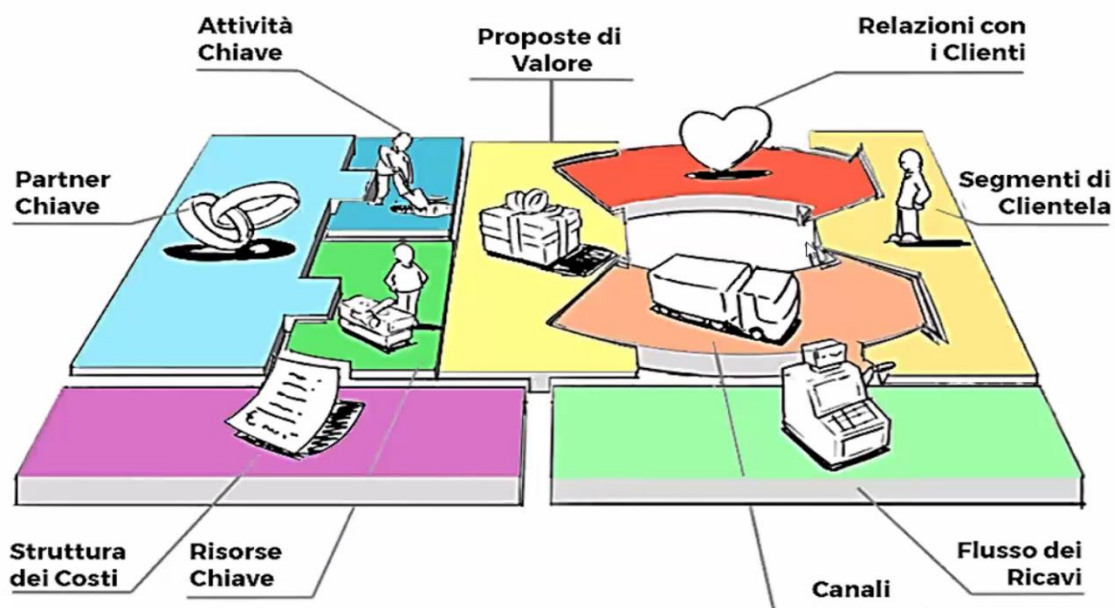 Attività
Chiave
Proposte di
Valore
Relazioni con
i Clienti
Partner
Chiave
Segmenti di
Clientela
Struttura
dei Costi
Risorse
Chiave
Canali
Flusso dei
Ricavi